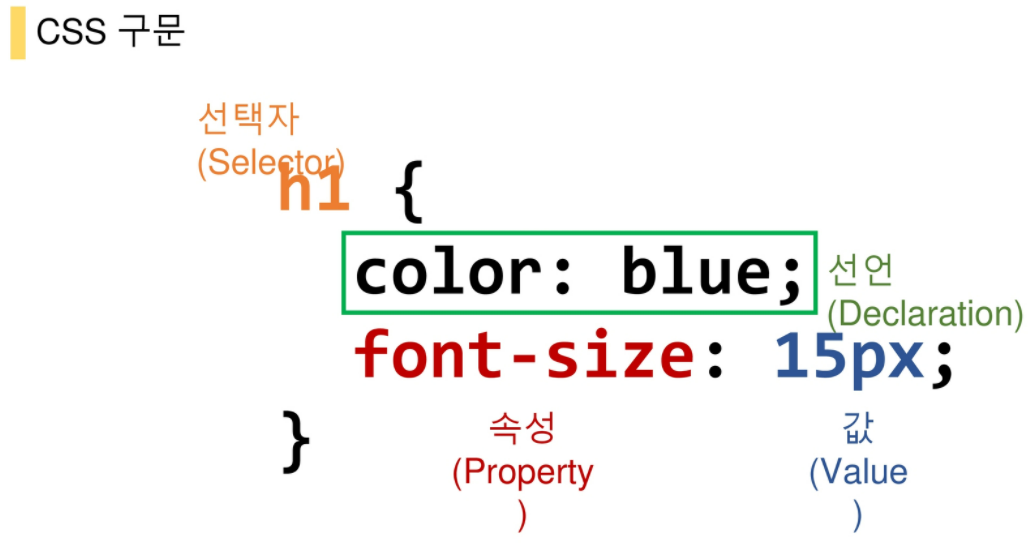 CSS 구문
선택자
(Selector)
h1 {
color: blue;
선언
(Declaration)
font-size: 15px;
}
속성
(Property
)
값
(Value
)